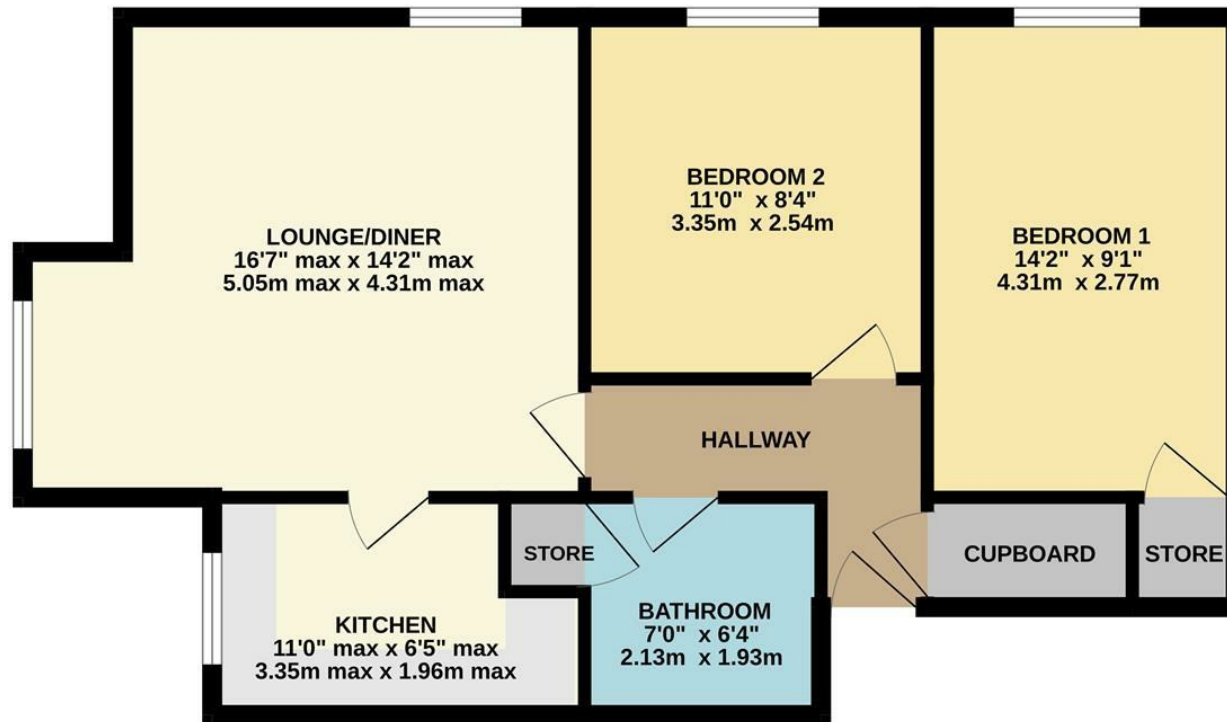 LOUNGE/DINER
16'7" max x 14'2" max
5.05m max x 4.31m max
BEDROOM 2
11'0" x 8'4"
3.35m x 2.54m
BEDROOM 1
14'2" x 9'1"
4.31m x 2.77m
HALLWAY
STORE
CUPBOARD
STORE
KITCHEN
11'0" max x 6'5" max
3.35m max x 1.96m max
BATHROOM
7'0" x 6'4"
2.13m x 1.93m